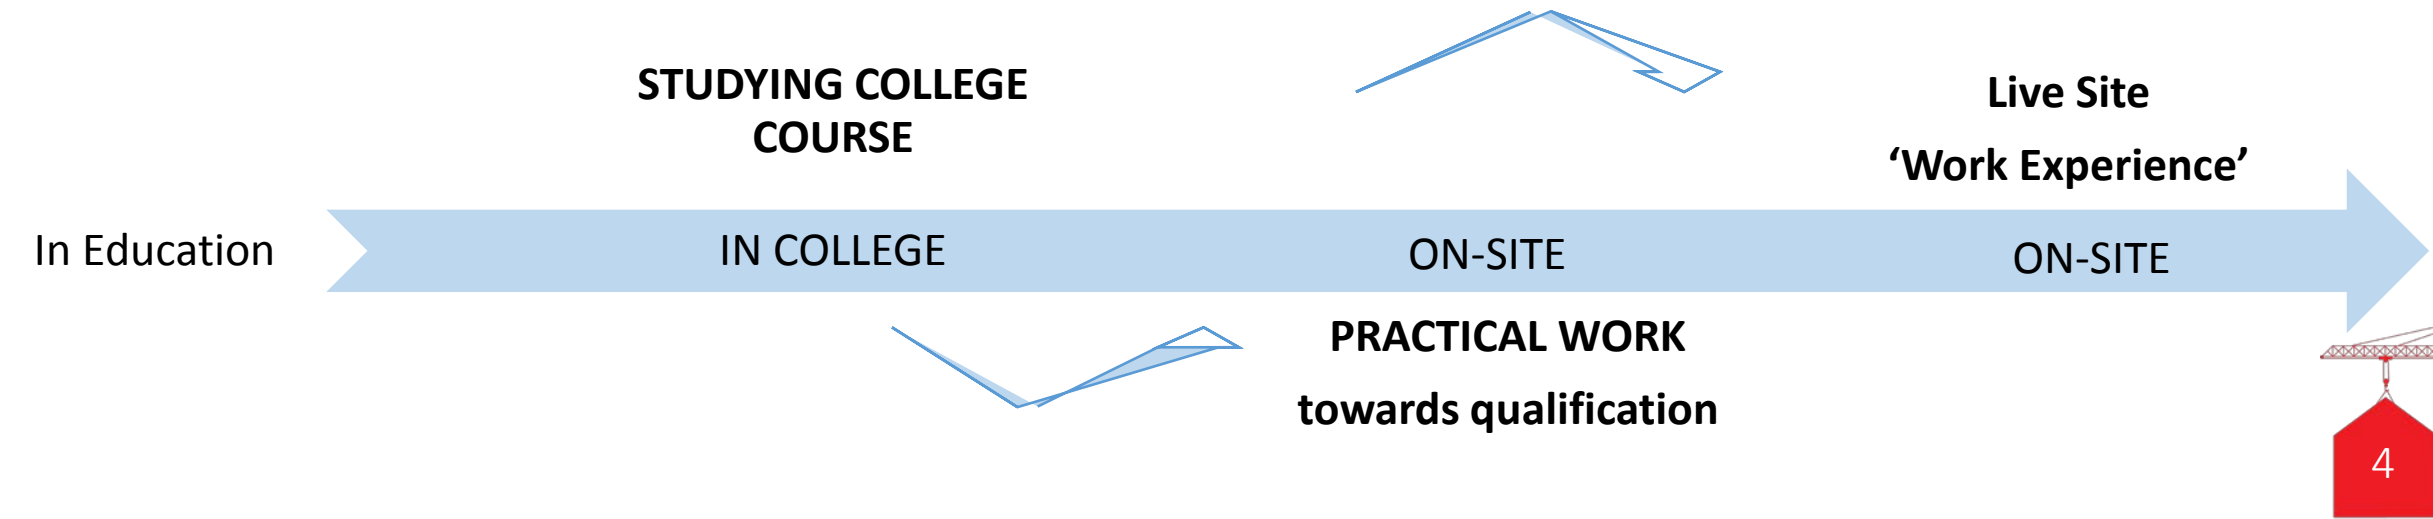 STUDYING COLLEGE
COURSE
Live Site
‘Work Experience’
In Education
IN COLLEGE
ON-SITE
ON-SITE
PRACTICAL WORK
towards qualification
4